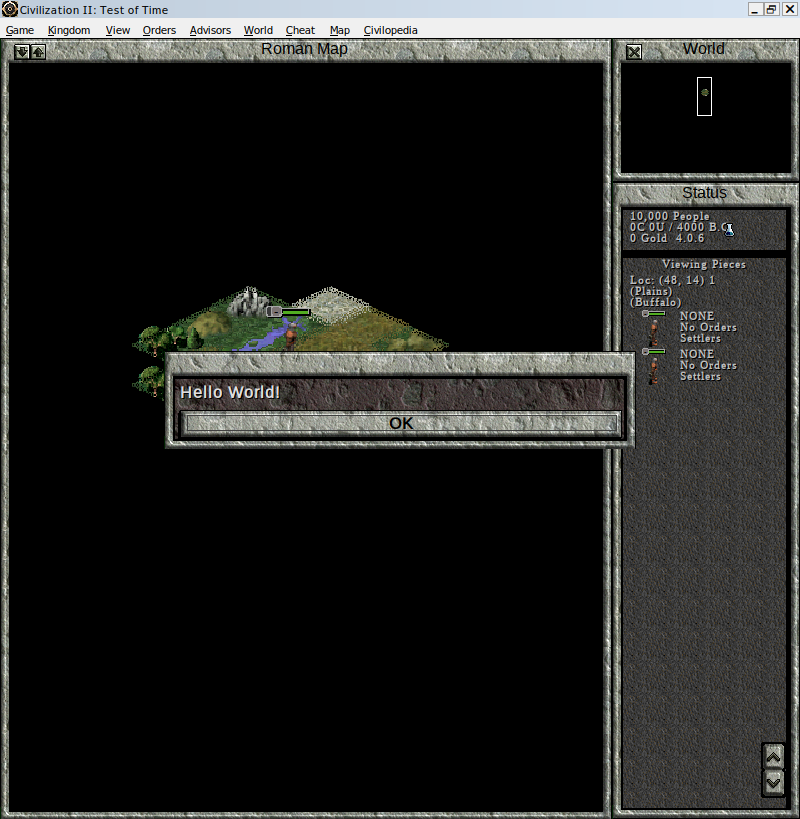 Civilization II: Test of Time
Game Kingdom View Orders Advisors World Cheat Map Civilopedia
Roman Map
World
Status
10,000 People
0C 0U / 4000 B.C.
0 Gold 4.0.6
Viewing Pieces
Loc: (48, 14) 1
(Plains)
(Buffalo)
NONE
No Orders
Settlers
NONE
No Orders
Settlers
Hello World!
OK